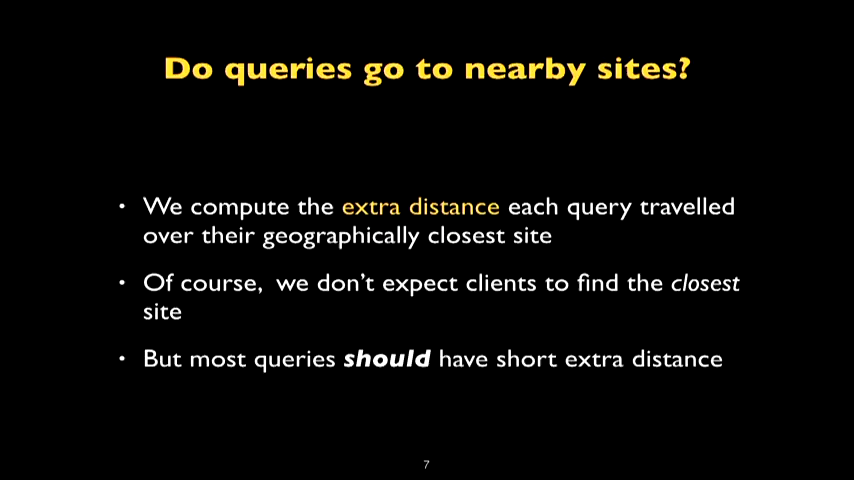 Do queries go to nearby sites?
• We compute the extra distance each query travelled
over their geographically closest site
• Of course, we don't expect clients to find the closest
site
• But most queries should have short extra distance
7